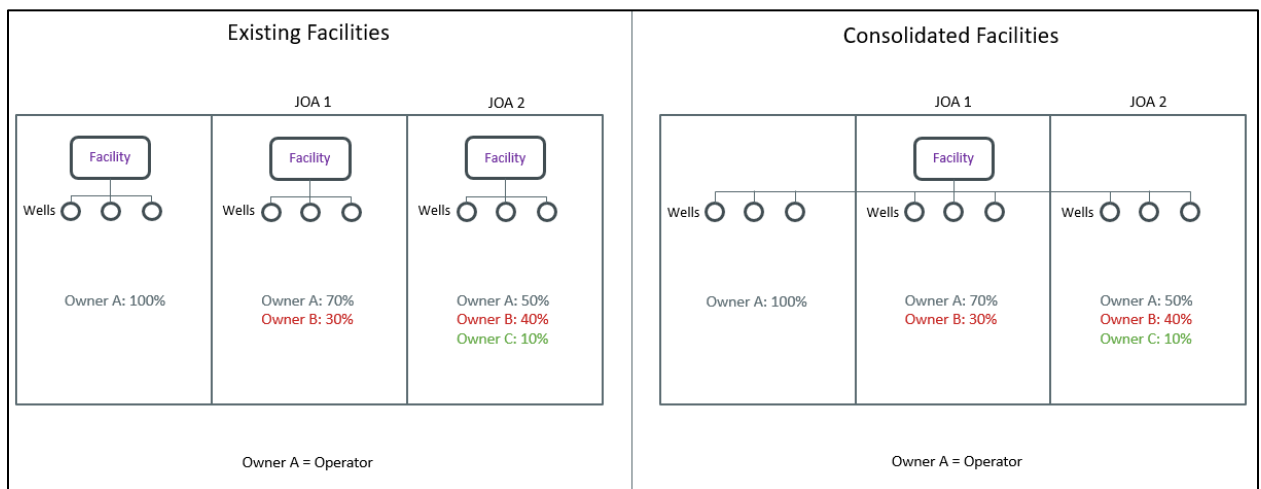 Existing Facilities
JOA 1
JOA 2
Facility
Facility
Facility
Wells
Wells
Wells
Owner A: 100%
Owner A: 70%
Owner B: 30%
Owner A: 50%
Owner B: 40%
Owner C: 10%
Owner A = Operator
Consolidated Facilities
JOA 1
JOA 2
Facility
Wells
Wells
Wells
Owner A: 100%
Owner A: 70%
Owner B: 30%
Owner A: 50%
Owner B: 40%
Owner C: 10%
Owner A = Operator